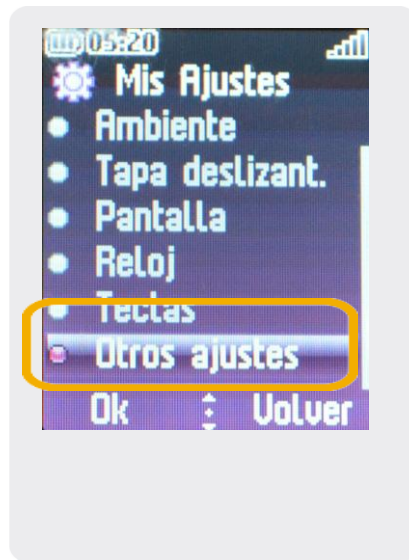 05:20
Mis Ajustes
Ambiente
Tapa deslizant.
Pantalla
Reloj
Teclas
Otros ajustes
Ok Volver